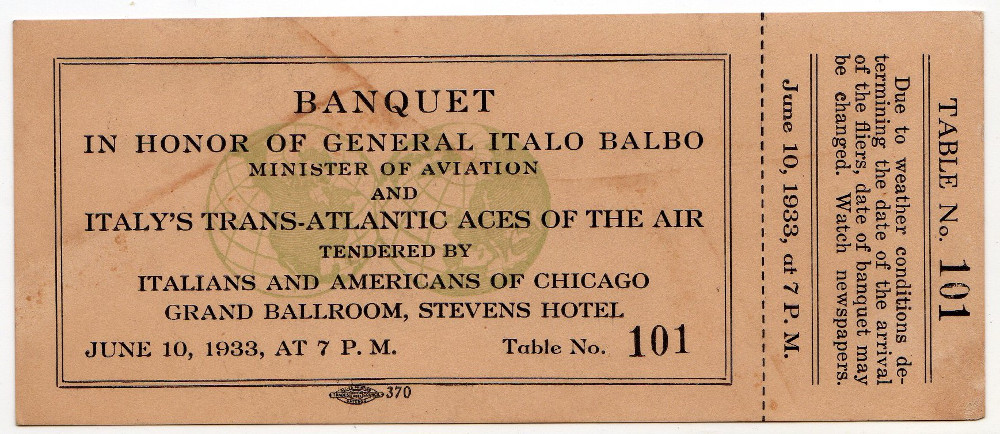 BANQUET
IN HONOR OF GENERAL ITALO BALBO
MINISTER OF AVIATION
AND
ITALY'S TRANS-ATLANTIC ACES OF THE AIR
TENDERED BY
ITALIANS AND AMERICANS OF CHICAGO
GRAND BALLROOM, STEVENS HOTEL
JUNE 10, 1933, AT 7 P. M. Table No. 101
370
TABLE No. 101
Due to weather conditions de-
termining the date of the arrival
of the fliers, date of banquet may
be changed. Watch newspapers.
June 10, 1933, at 7 P. M.